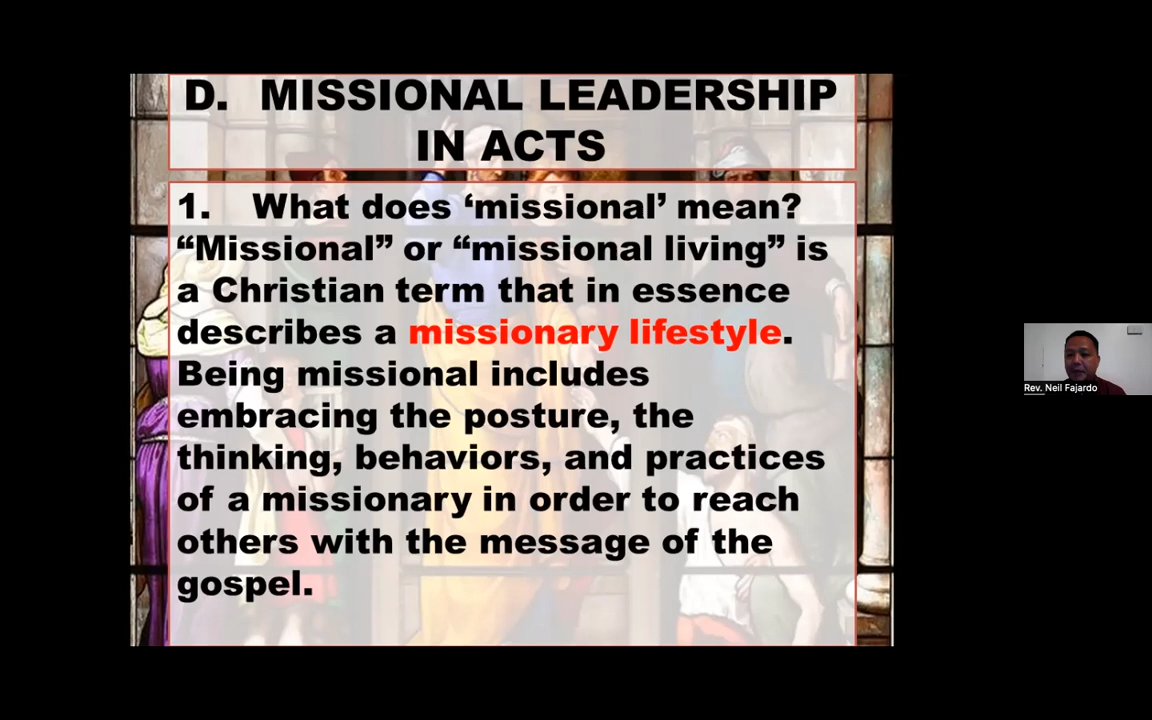 D. MISSIONAL LEADERSHIP
IN ACTS
1. What does ‘missional’ mean?
“Missional” or “missional living” is
a Christian term that in essence
describes a missionary lifestyle.
Being missional includes
embracing the posture, the
thinking, behaviors, and practices
of a missionary in order to reach
others with the message of the
gospel.
Rev. Neil Fajardo